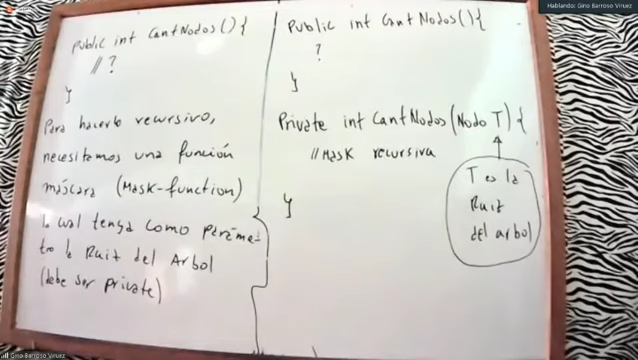 Hablando: Gino Barroso Viruez
Public int CantNodos(){
//?
}
Para hacerlo recursivo,
necesitamos una función
máscara (Mask-function)
la cual tenga como paráme-
tro la Raiz del Arbol
(debe ser private)
Public int CantNodos(){
?
}
Private int CantNodos(Nodo T){
//Mask recursiva
}
T es la
Raiz
del arbol
Gino Barroso Viruez